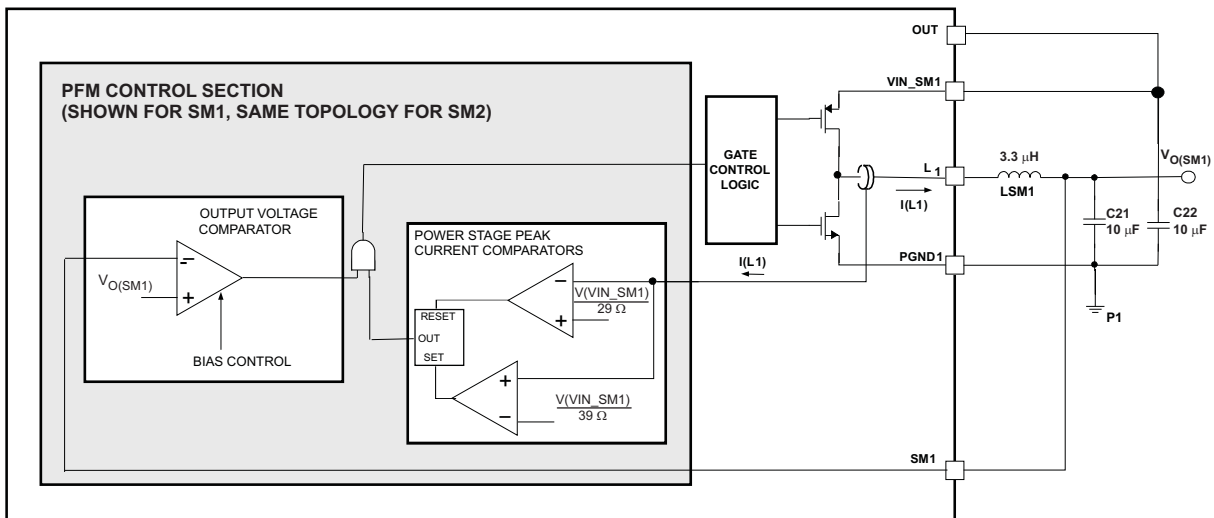 OUT
PFM CONTROL SECTION
(SHOWN FOR SM1, SAME TOPOLOGY FOR SM2)
VIN_SM1
GATE
CONTROL
LOGIC
L1
I(L1)
3.3 μH
LSM1
VO(SM1)
C21
10 μF
C22
10 μF
OUTPUT VOLTAGE
COMPARATOR
–
VO(SM1)
+
BIAS CONTROL
POWER STAGE PEAK
CURRENT COMPARATORS
I(L1)
PGND1
P1
–
V(VIN_SM1)
29 Ω
+
RESET
OUT
SET
+
V(VIN_SM1)
39 Ω
–
SM1